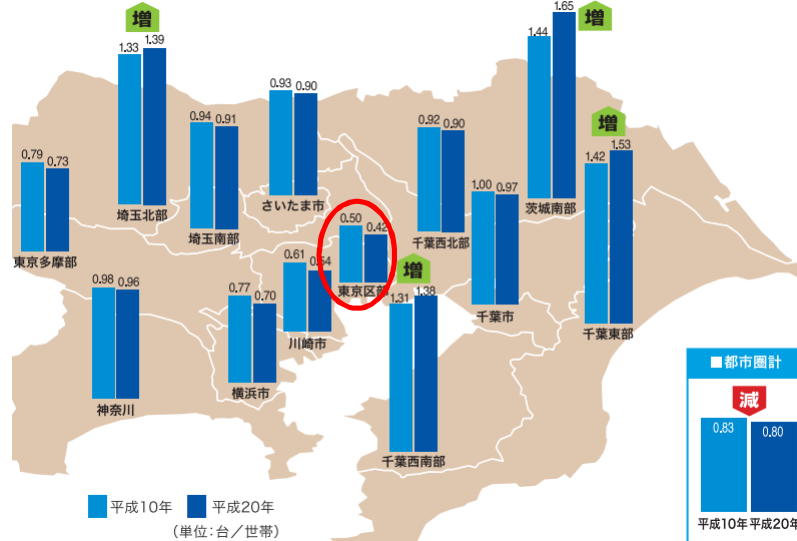 増
1.33 1.39
埼玉北部
0.94 0.91
埼玉南部
0.93 0.90
さいたま市
0.79 0.73
東京多摩部
0.92 0.90
千葉西北部
1.44 1.65
増
茨城南部
増
1.42 1.53
千葉東部
1.00 0.97
千葉市
0.50 0.42
東京区部
0.61 0.54
川崎市
0.98 0.96
神奈川
0.77 0.70
横浜市
増
1.31 1.38
千葉西南部
■都市圏計
減
0.83 0.80
平成10年 平成20年
平成10年 平成20年
(単位:台/世帯)